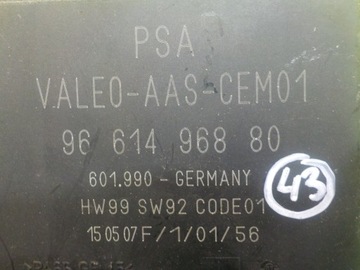 PSA
VALEO-AAS-CEM01
96 614 968 80
601.990 - GERMANY
43
HW99 SW92 CODE01
150507F/1/01/56